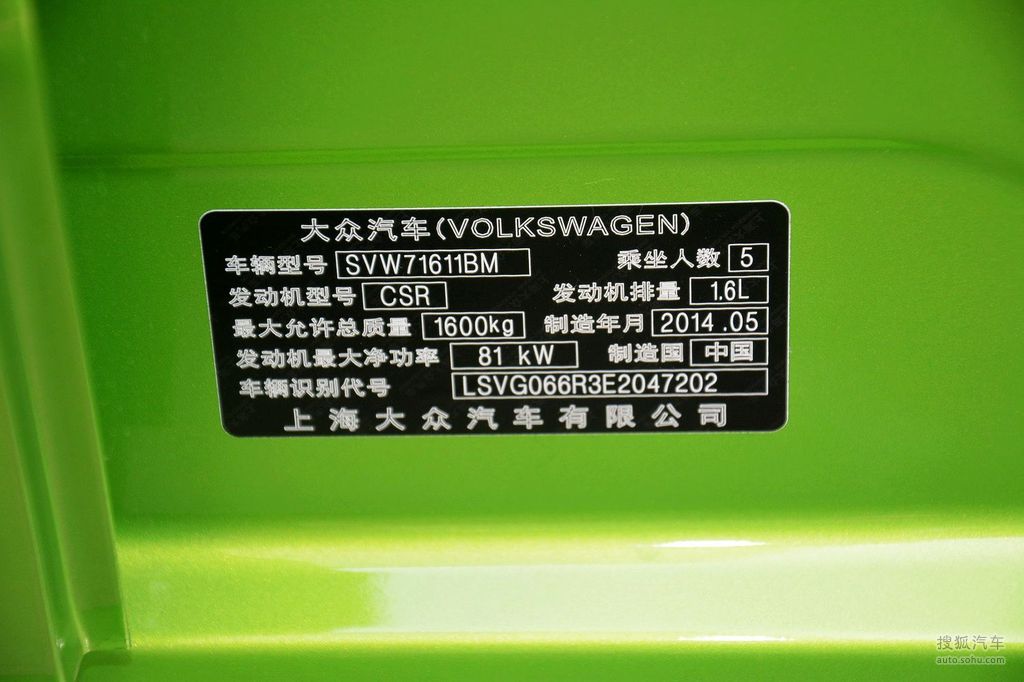 大众汽车(VOLKSWAGEN)
车辆型号 SVW71611BM 乘坐人数 5
发动机型号 CSR 发动机排量 1.6L
最大允许总质量 1600kg 制造年月 2014.05
发动机最大净功率 81 kW 制造国 中国
车辆识别代号 LSVG066R3E2047202
上海大众汽车有限公司
搜狐汽车
auto.sohu.com